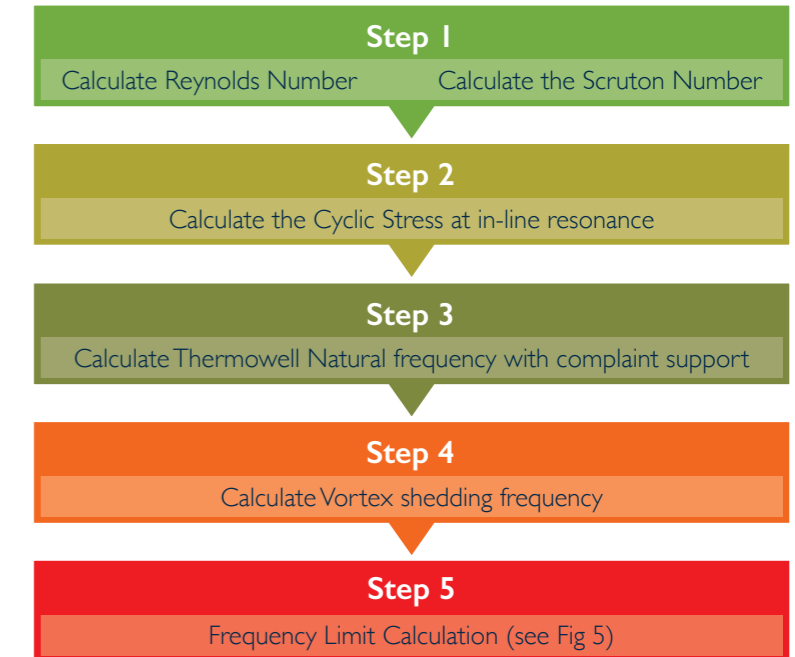 Step 1
Calculate Reynolds Number Calculate the Scruton Number
Step 2
Calculate the Cyclic Stress at in-line resonance
Step 3
Calculate Thermowell Natural frequency with complaint support
Step 4
Calculate Vortex shedding frequency
Step 5
Frequency Limit Calculation (see Fig 5)